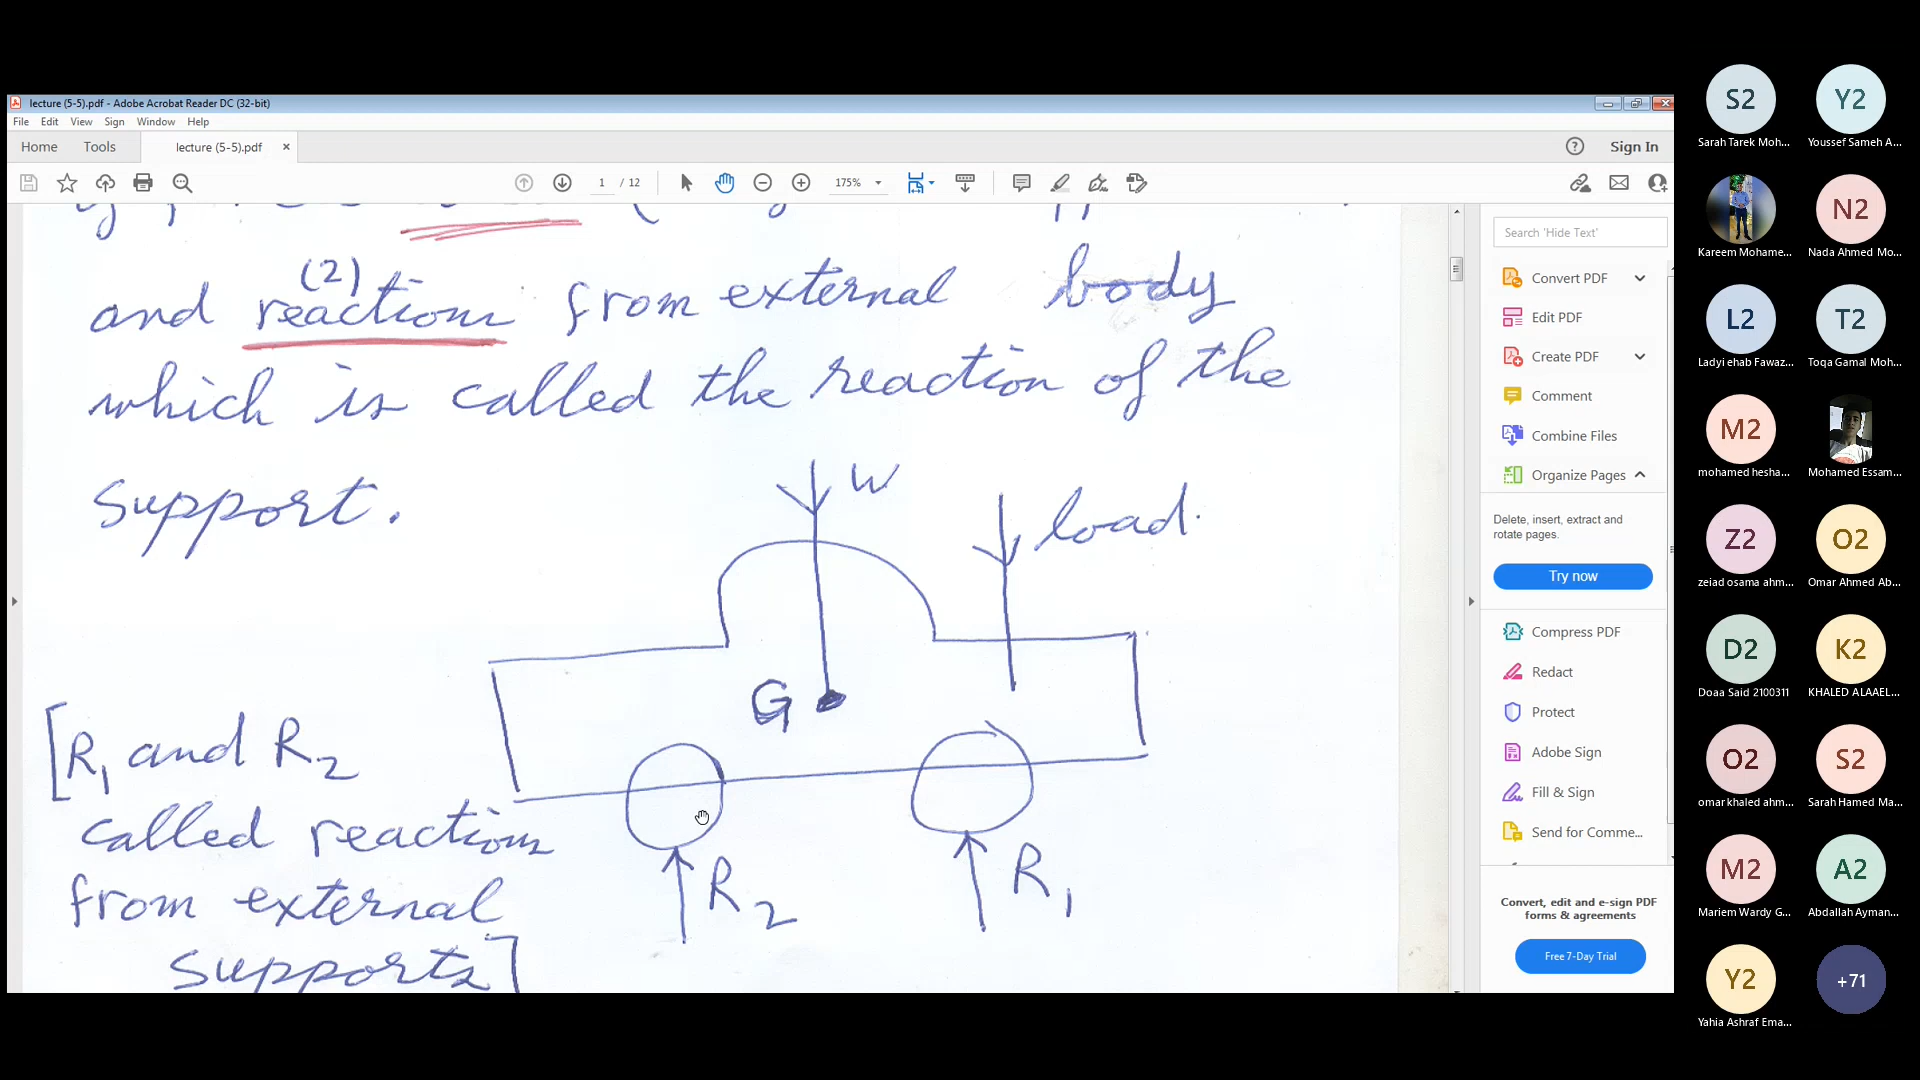 lecture (5-5).pdf - Adobe Acrobat Reader DC (32-bit)
File Edit View Sign Window Help
Home Tools lecture (5-5).pdf × Sign In
1 / 12 175%
(2)
and reactions from external body
which is called the reaction of the
support.
W
load.
G
[R1 and R2
called reactions
from external
supports]
R2
R1
Search 'Hide Text'
Convert PDF
Edit PDF
Create PDF
Comment
Combine Files
Organize Pages
Delete, insert, extract and
rotate pages.
Try now
Compress PDF
Redact
Protect
Adobe Sign
Fill & Sign
Send for Comme...
Convert, edit and e-sign PDF
forms & agreements
Free 7-Day Trial
S2 Y2
Sarah Tarek Moh... Youssef Sameh A...
N2
Kareem Mohame... Nada Ahmed Mo...
L2 T2
Ladyi ehab Fawaz... Toqa Gamal Moh...
M2
mohamed hesha... Mohamed Essam...
Z2 O2
zeiad osama ahm... Omar Ahmed Ab...
D2 K2
Doaa Said 2100311 KHALED ALAAEL...
O2 S2
omar khaled ahm... Sarah Hamed Ma...
M2 A2
Mariem Wardy G... Abdallah Ayman...
Y2 +71
Yahia Ashraf Ema...